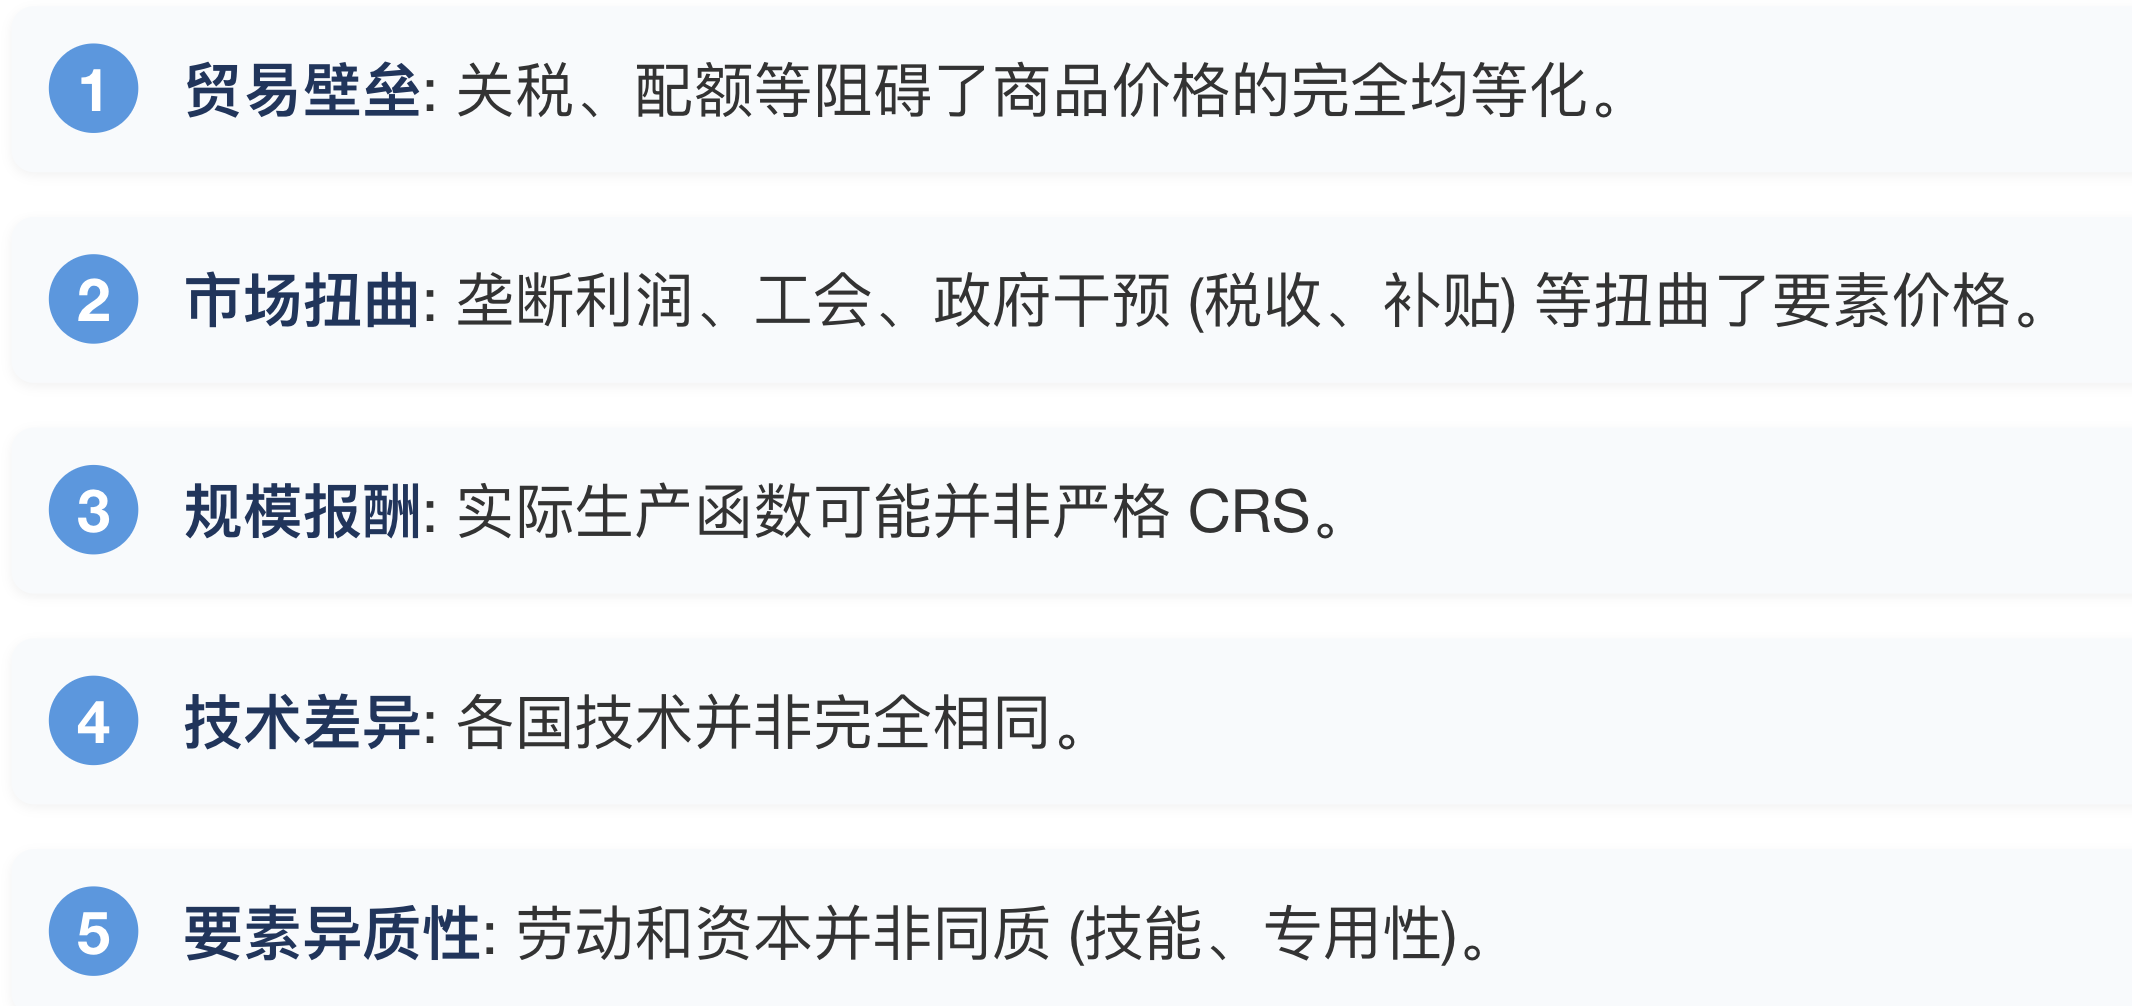 1 贸易壁垒: 关税、配额等阻碍了商品价格的完全均等化。
2 市场扭曲: 垄断利润、工会、政府干预 (税收、补贴) 等扭曲了要素价格。
3 规模报酬: 实际生产函数可能并非严格 CRS。
4 技术差异: 各国技术并非完全相同。
5 要素异质性: 劳动和资本并非同质 (技能、专用性)。